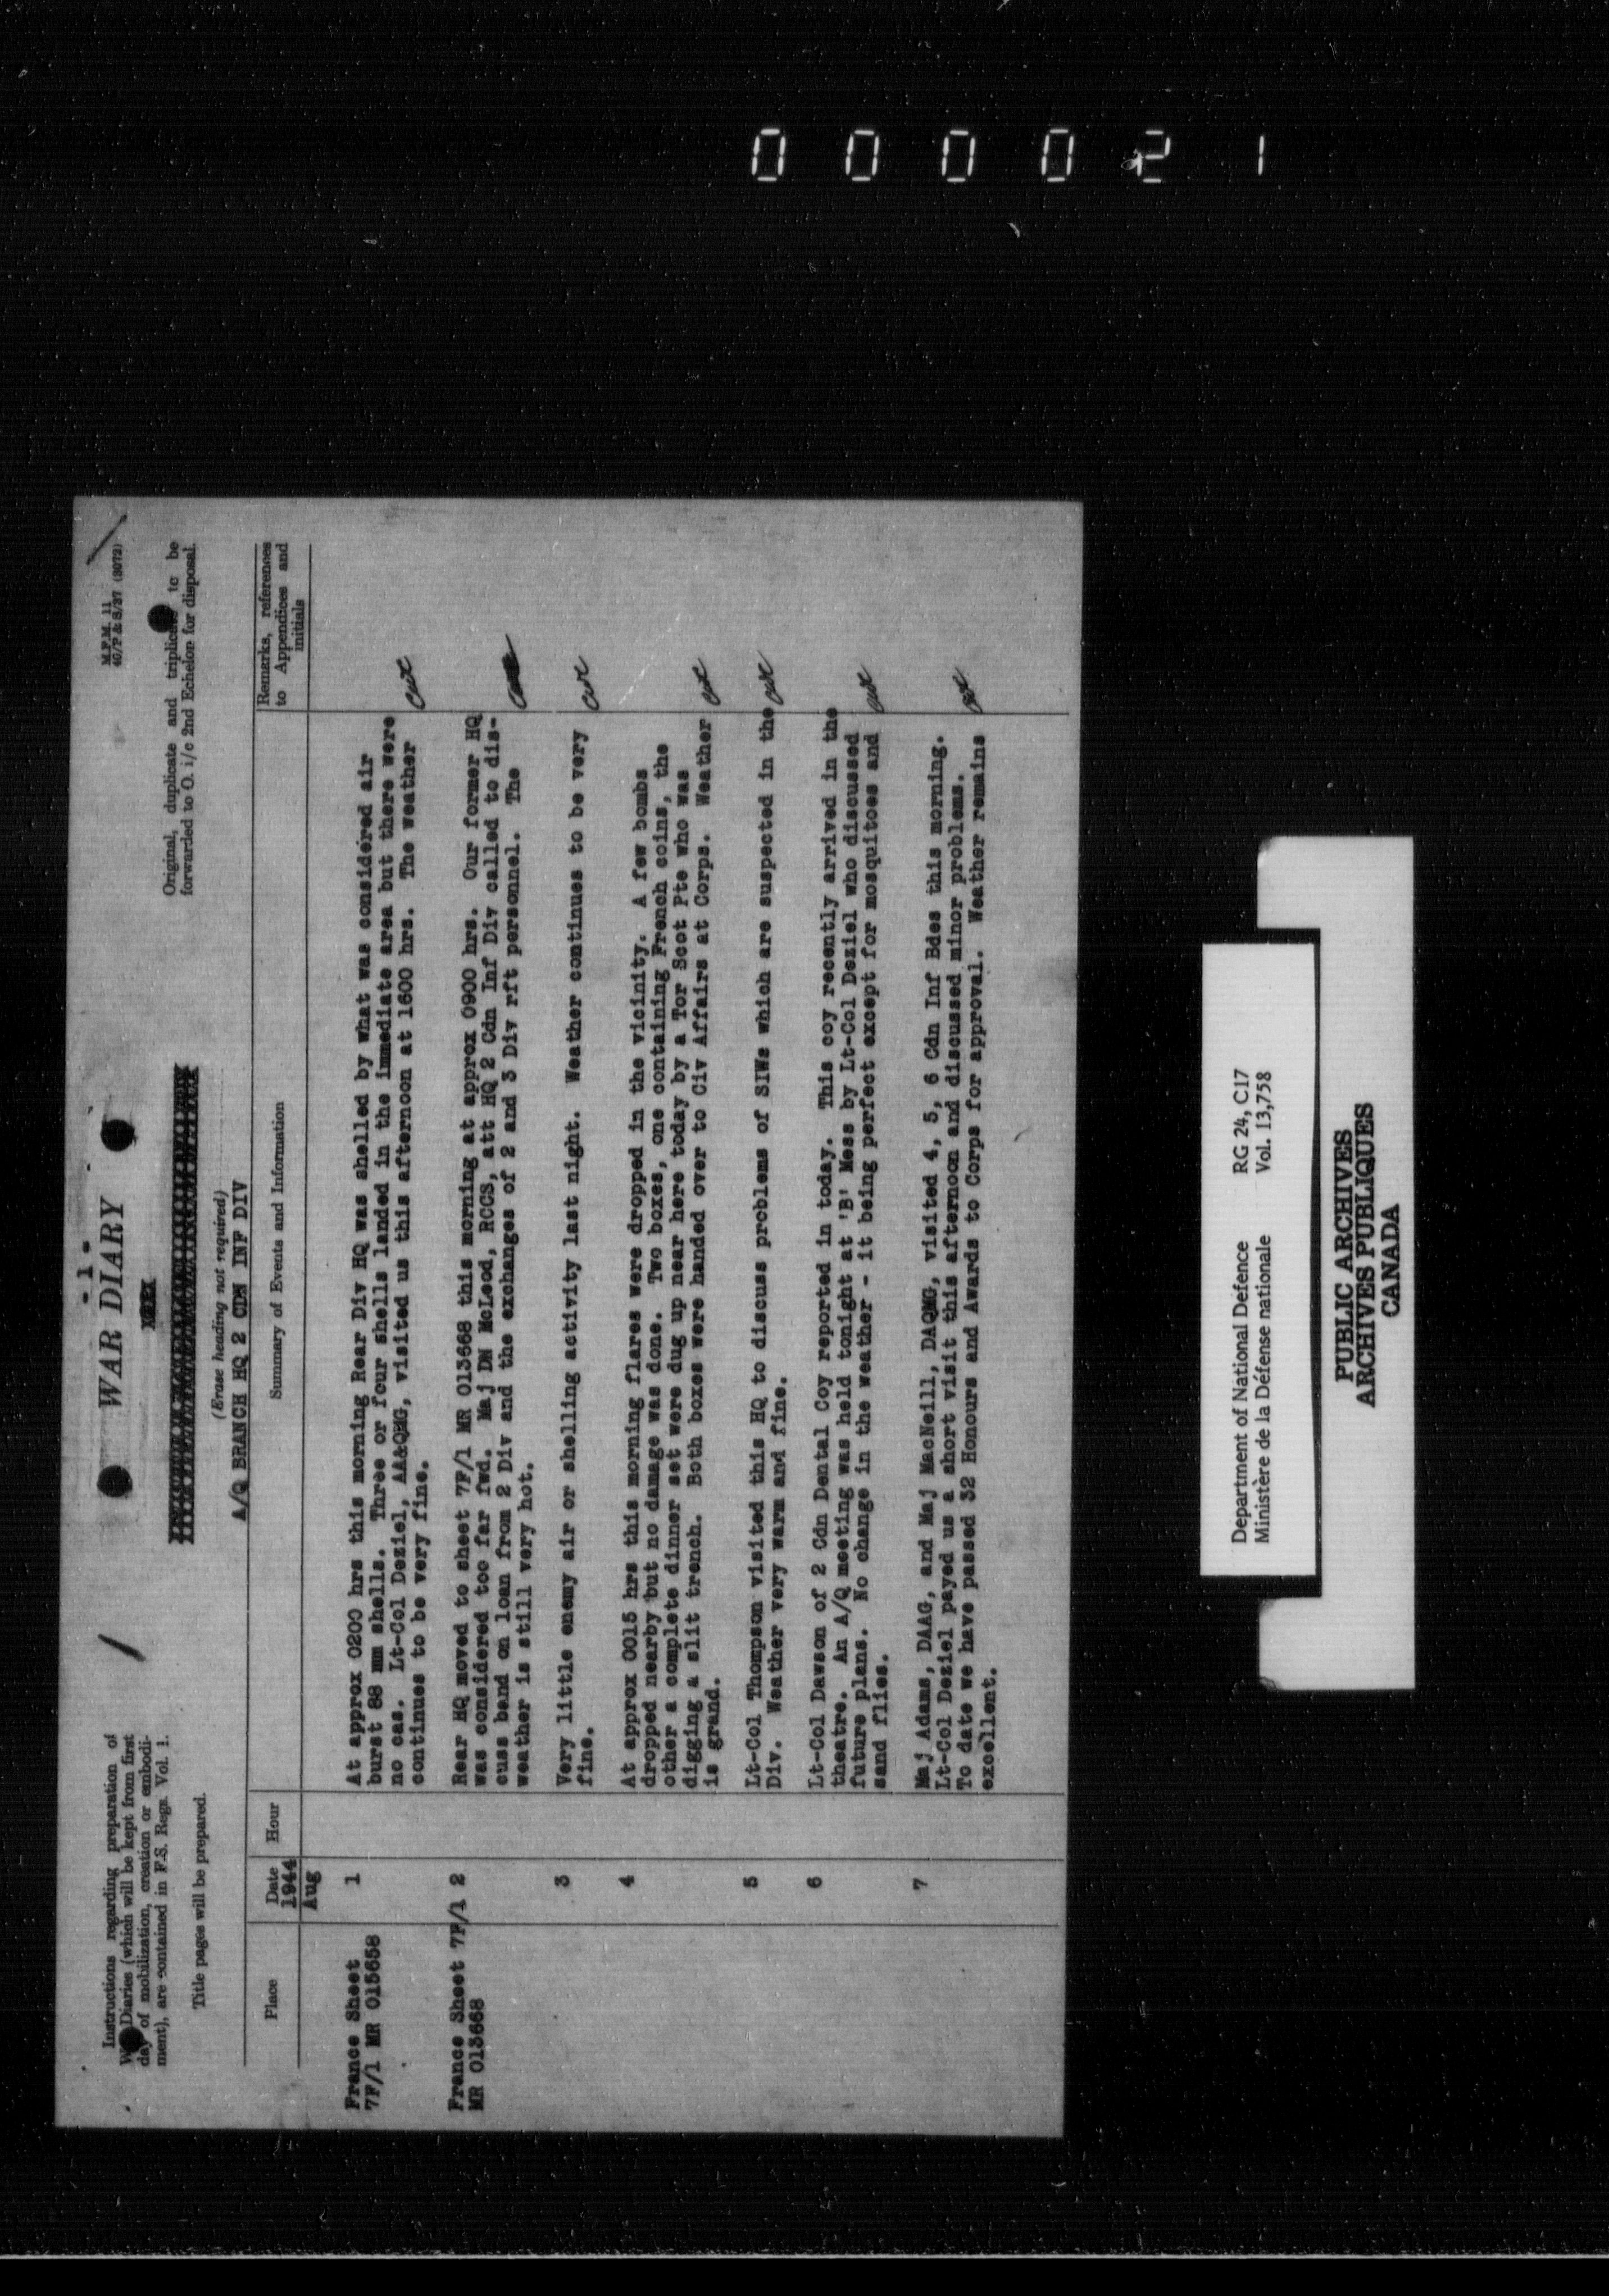 000021
- 1 -
WAR DIARY
M.F.M. 11
Instructions regarding preparation of
Diaries (which will be kept from first
day of mobilization, creation or embodi-
ment), are contained in F.S. Regs. Vol. 1.
Title pages will be prepared.
Original, duplicate and triplicate to be
forwarded to O. i/c 2nd Echelon for disposal.
(Erase heading not required)
A/Q BRANCH HQ 2 CDN INF DIV
Place
Date
Hour
Summary of Events and Information
Remarks, references
to Appendices and
initials
1944
Aug
France Sheet
7F/1 MR 015658
1
At approx 0200 hrs this morning Rear Div HQ was shelled by what was considered air
burst 88 mm shells. Three or four shells landed in the immediate area but there were
no cas. Lt-Col Deziel, AA&QMG, visited us this afternoon at 1600 hrs. The weather
continues to be very fine.
France Sheet 7F/1
MR 013668
2
Rear HQ moved to sheet 7F/1 MR 013668 this morning at approx 0900 hrs. Our former HQ
was considered too far fwd. Maj DN McLeod, RCCS, att HQ 2 Cdn Inf Div called to dis-
cuss band on loan from 2 Div and the exchanges of 2 and 3 Div rft personnel. The
weather is still very hot.
3
Very little enemy air or shelling activity last night. Weather continues to be very
fine.
4
At approx 0015 hrs this morning flares were dropped in the vicinity. A few bombs
dropped nearby but no damage was done. Two boxes, one containing French coins, the
other a complete dinner set were dug up near here today by a Tor Scot Pte who was
digging a slit trench. Both boxes were handed over to Civ Affairs at Corps. Weather
is grand.
5
Lt-Col Thompson visited this HQ to discuss problems of SIWs which are suspected in the
Div. Weather very warm and fine.
6
Lt-Col Dawson of 2 Cdn Dental Coy reported in today. This coy recently arrived in the
theatre. An A/Q meeting was held tonight at 'B' Mess by Lt-Col Deziel who discussed
future plans. No change in the weather - it being perfect except for mosquitoes and
sand flies.
7
Maj Adams, DAAG, and Maj MacNeill, DAQMG, visited 4, 5, 6 Cdn Inf Bdes this morning.
Lt-Col Deziel payed us a short visit this afternoon and discussed minor problems.
To date we have passed 32 Honours and Awards to Corps for approval. Weather remains
excellent.
Department of National Defence RG 24, C17
Ministère de la Défense nationale Vol. 13,758
PUBLIC ARCHIVES
ARCHIVES PUBLIQUES
CANADA